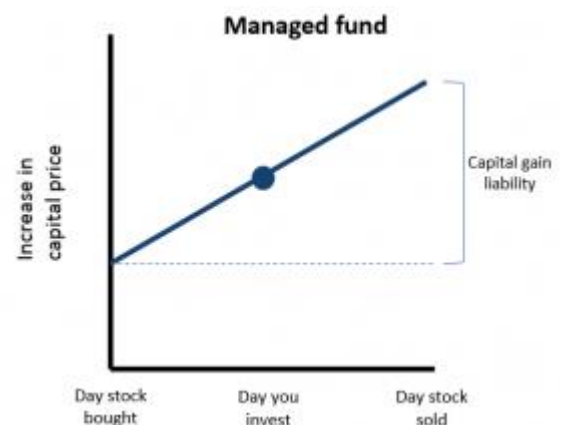 Managed fund
Increase in
capital price
Capital gain
liability
Day stock
bought
Day you
invest
Day stock
sold